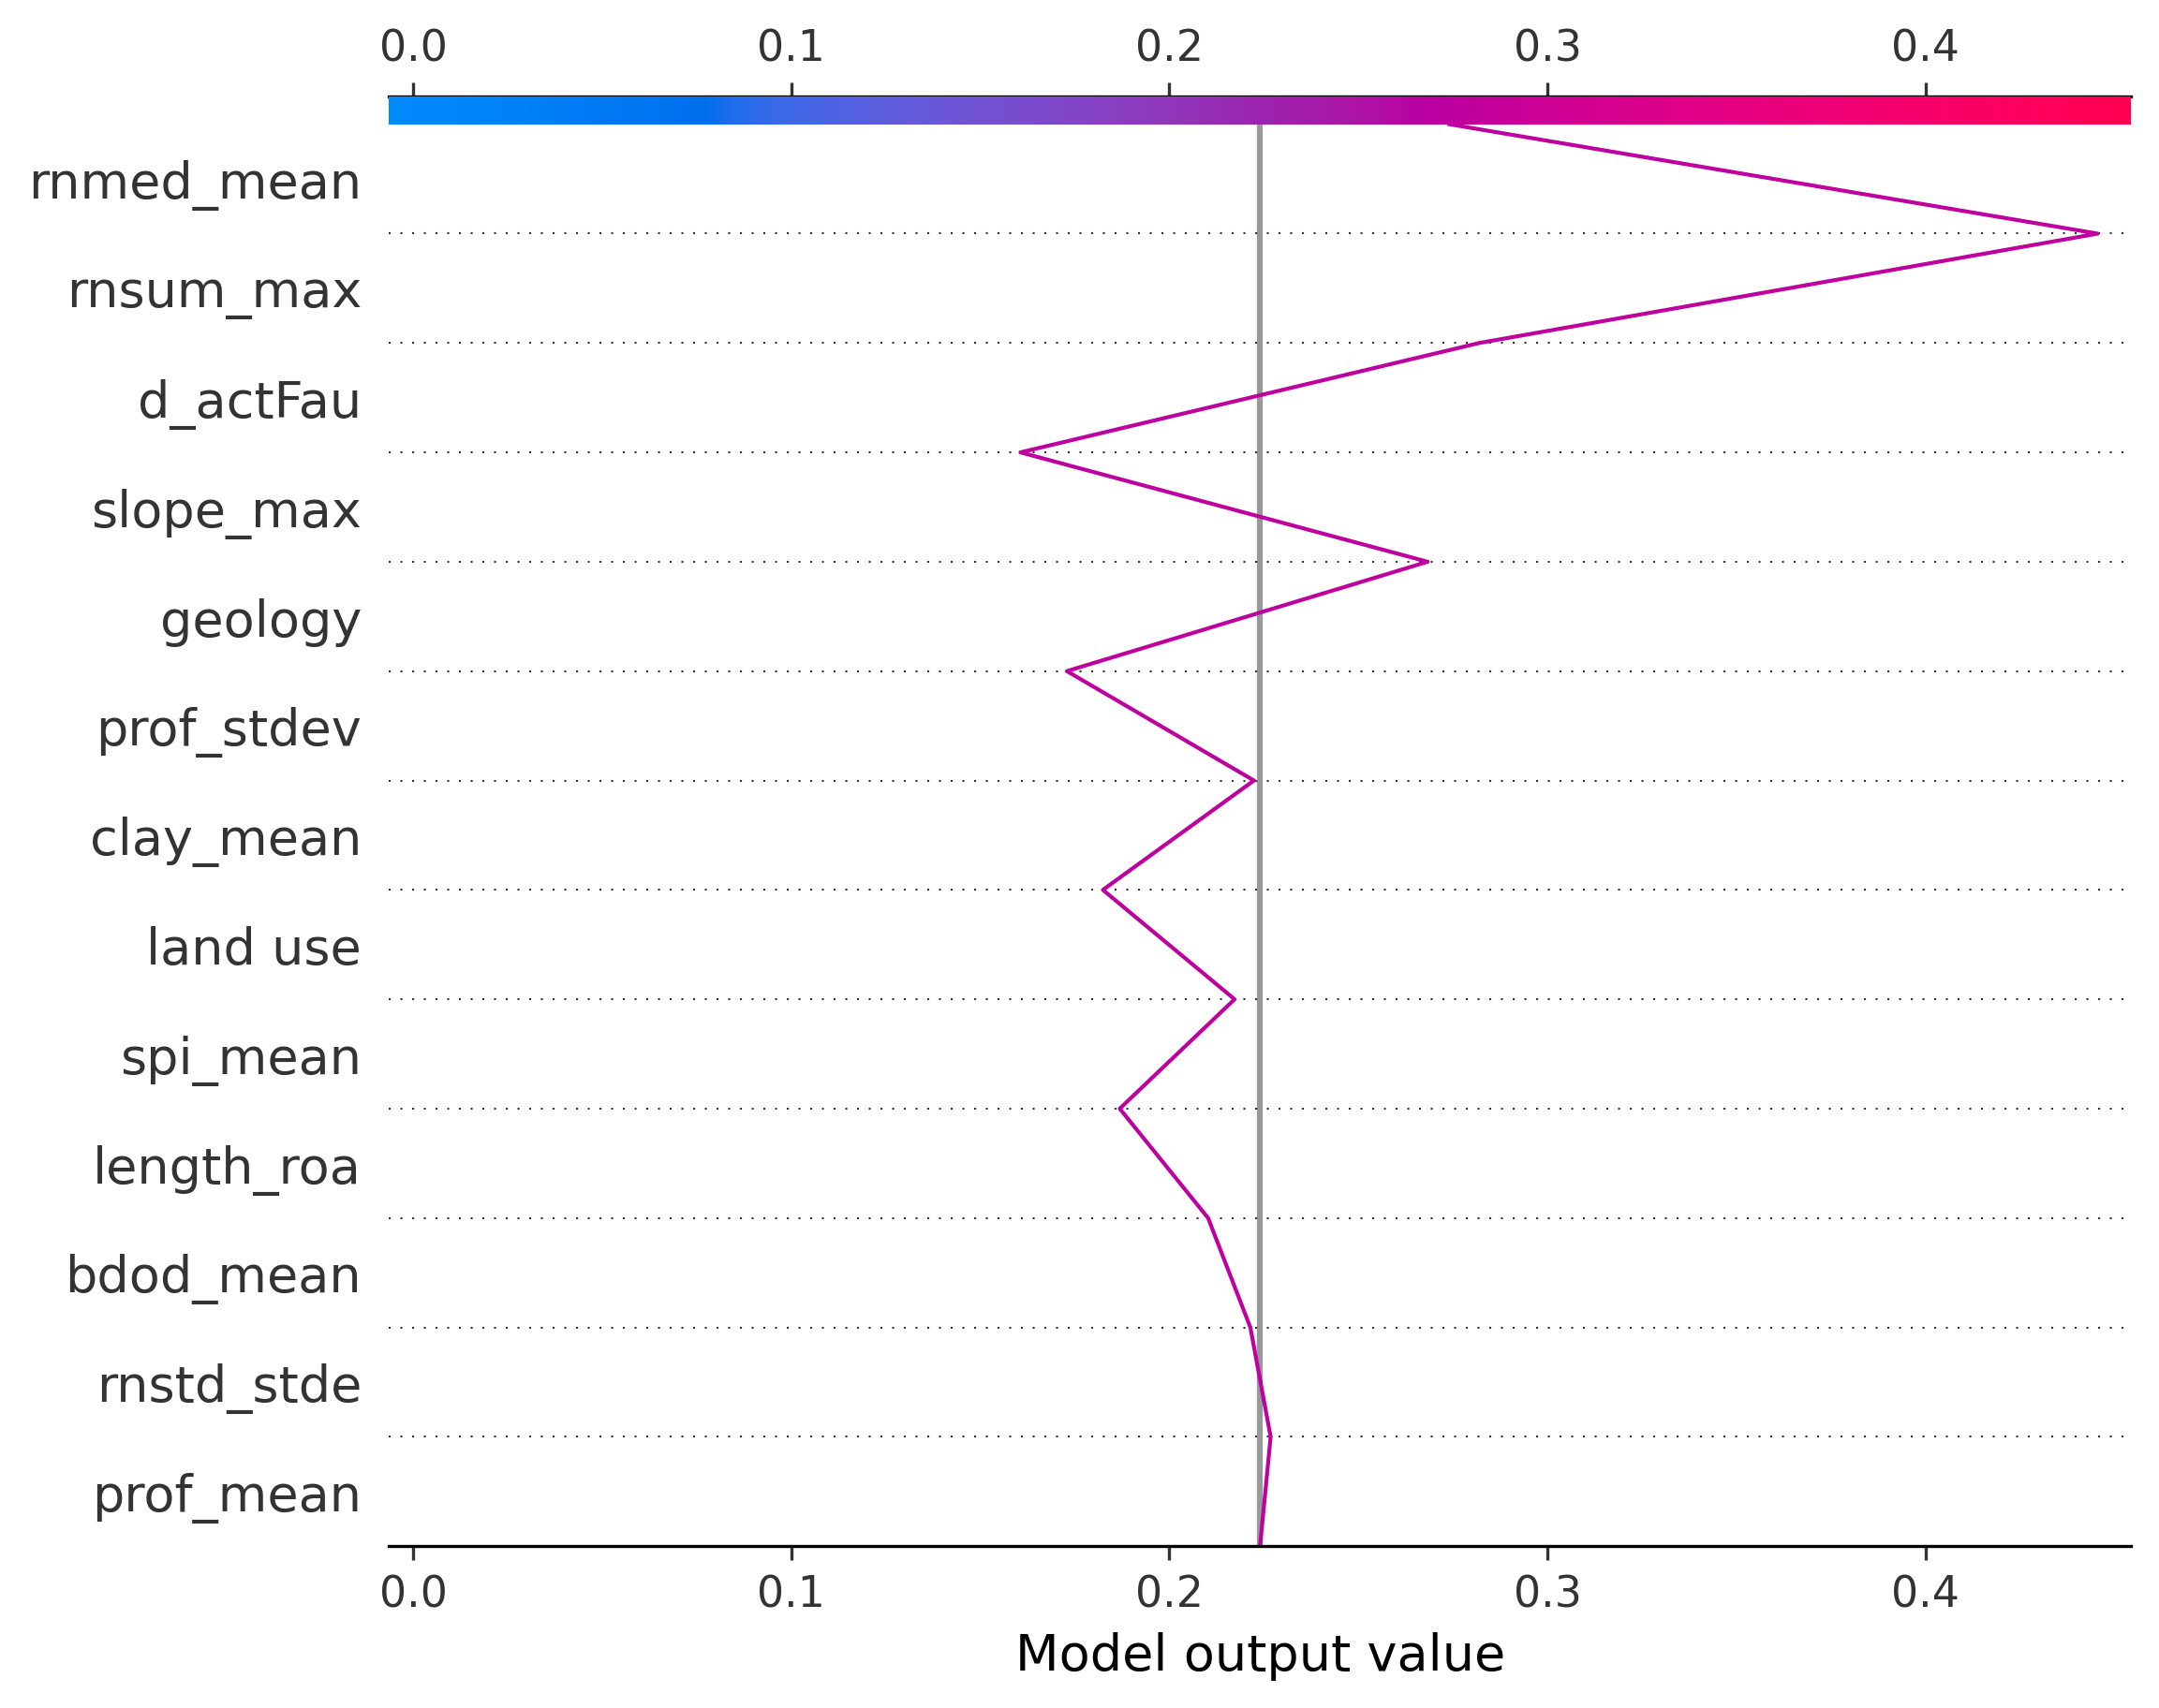 0.0 0.1 0.2 0.3 0.4
rnmed_mean
rnsum_max
d_actFau
slope_max
geology
prof_stdev
clay_mean
land use
spi_mean
length_roa
bdod_mean
rnstd_stde
prof_mean
0.0 0.1 0.2 0.3 0.4
Model output value